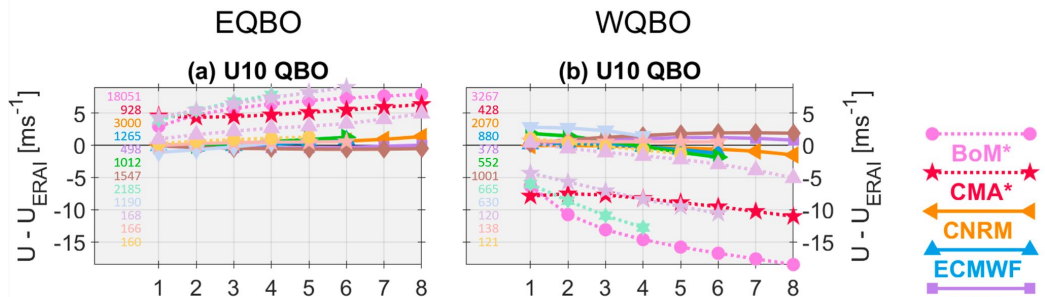 EQBO
WQBO
(a) U10 QBO
(b) U10 QBO
U - U_ERAI [ms⁻¹]
5
0
-5
-10
-15
18051
928
3000
1265
498
1012
1547
2185
1190
168
166
160
1 2 3 4 5 6 7 8
3267
428
2070
880
378
552
1001
665
630
120
138
121
1 2 3 4 5 6 7 8
5
0
-5
-10
-15
U - U_ERAI [ms⁻¹]
BoM*
CMA*
CNRM
ECMWF